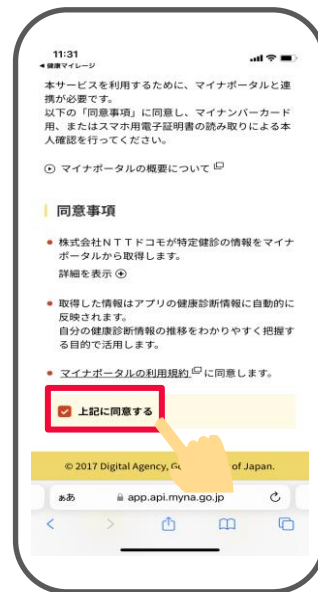 11:31
◀健康マイレージ
本サービスを利用するために、マイナポータルと連
携が必要です。
以下の「同意事項」に同意し、マイナンバーカード
用、またはスマホ用電子証明書の読み取りによる本
人確認を行ってください。
マイナポータルの概要について
同意事項
● 株式会社NTTドコモが特定健診の情報をマイナ
ポータルから取得します。
詳細を表示
● 取得した情報はアプリの健康診断情報に自動的に
反映されます。
自分の健康診断情報の推移をわかりやすく把握す
る目的で活用します。
● マイナポータルの利用規約 に同意します。
上記に同意する
© 2017 Digital Agency, Go of Japan.
ぁあ app.api.myna.go.jp